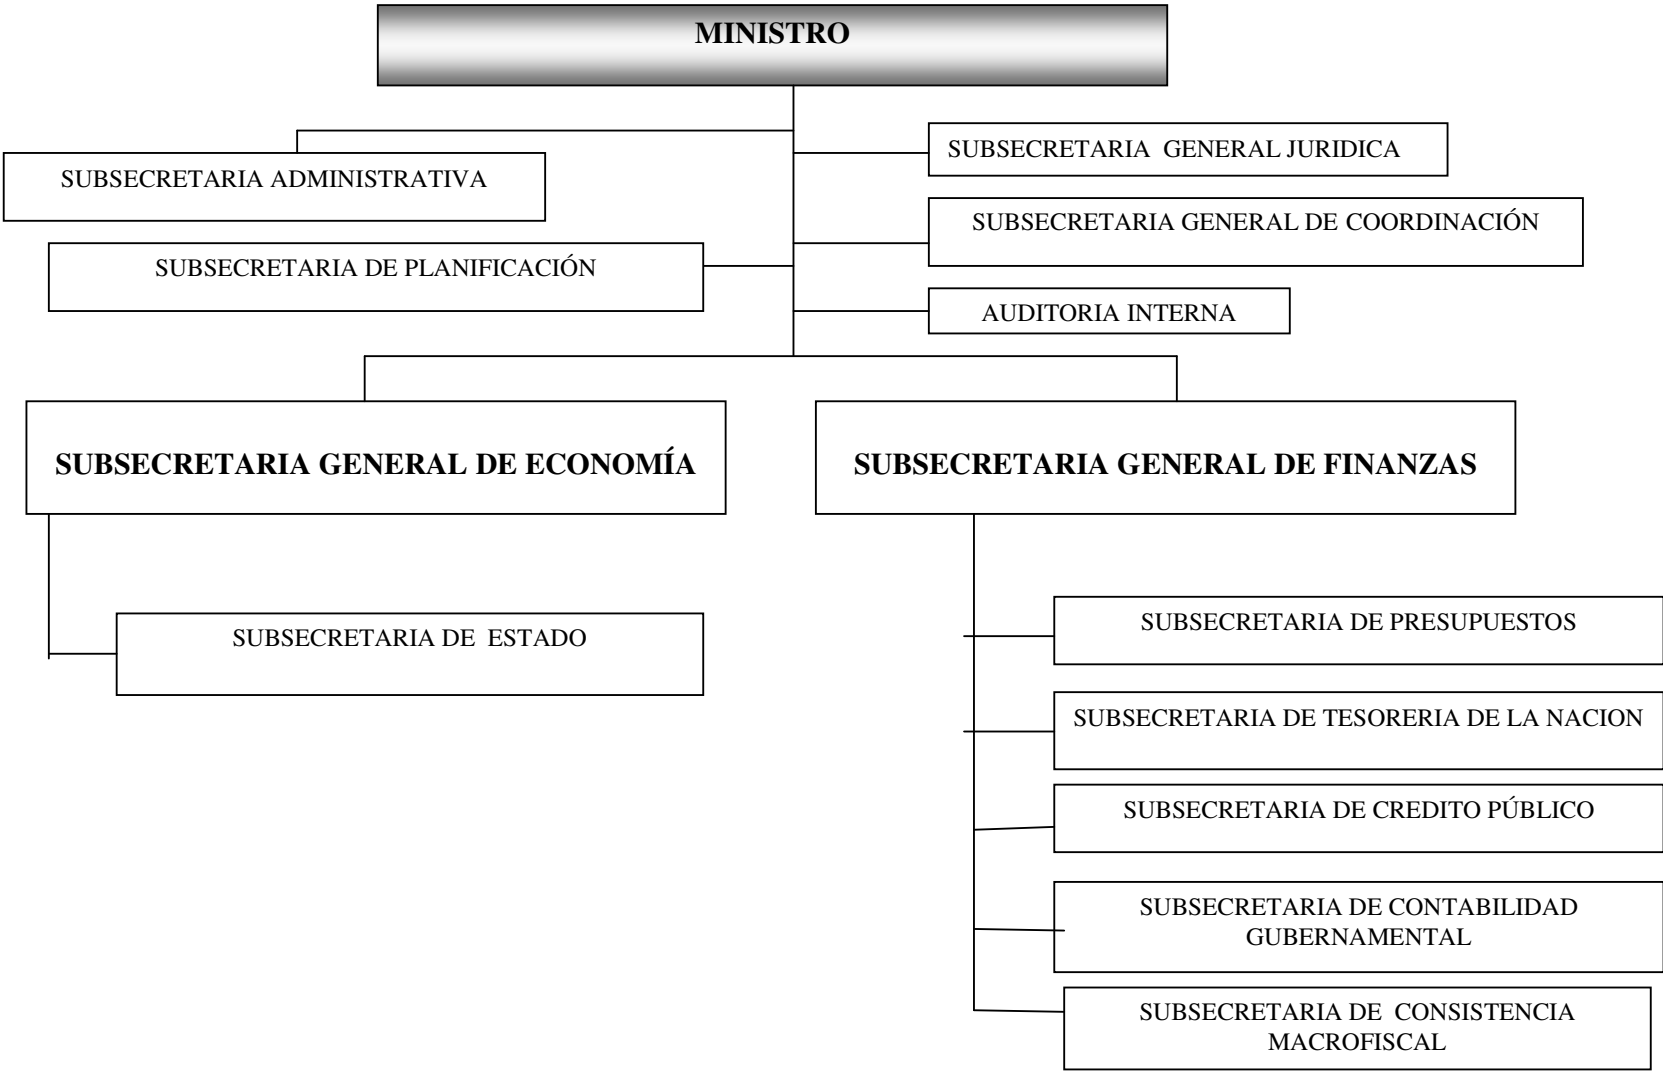 MINISTRO
SUBSECRETARIA GENERAL JURIDICA
SUBSECRETARIA ADMINISTRATIVA
SUBSECRETARIA GENERAL DE COORDINACIÓN
SUBSECRETARIA DE PLANIFICACIÓN
AUDITORIA INTERNA
SUBSECRETARIA GENERAL DE ECONOMÍA
SUBSECRETARIA GENERAL DE FINANZAS
SUBSECRETARIA DE ESTADO
SUBSECRETARIA DE PRESUPUESTOS
SUBSECRETARIA DE TESORERIA DE LA NACION
SUBSECRETARIA DE CREDITO PÚBLICO
SUBSECRETARIA DE CONTABILIDAD
GUBERNAMENTAL
SUBSECRETARIA DE CONSISTENCIA
MACROFISCAL